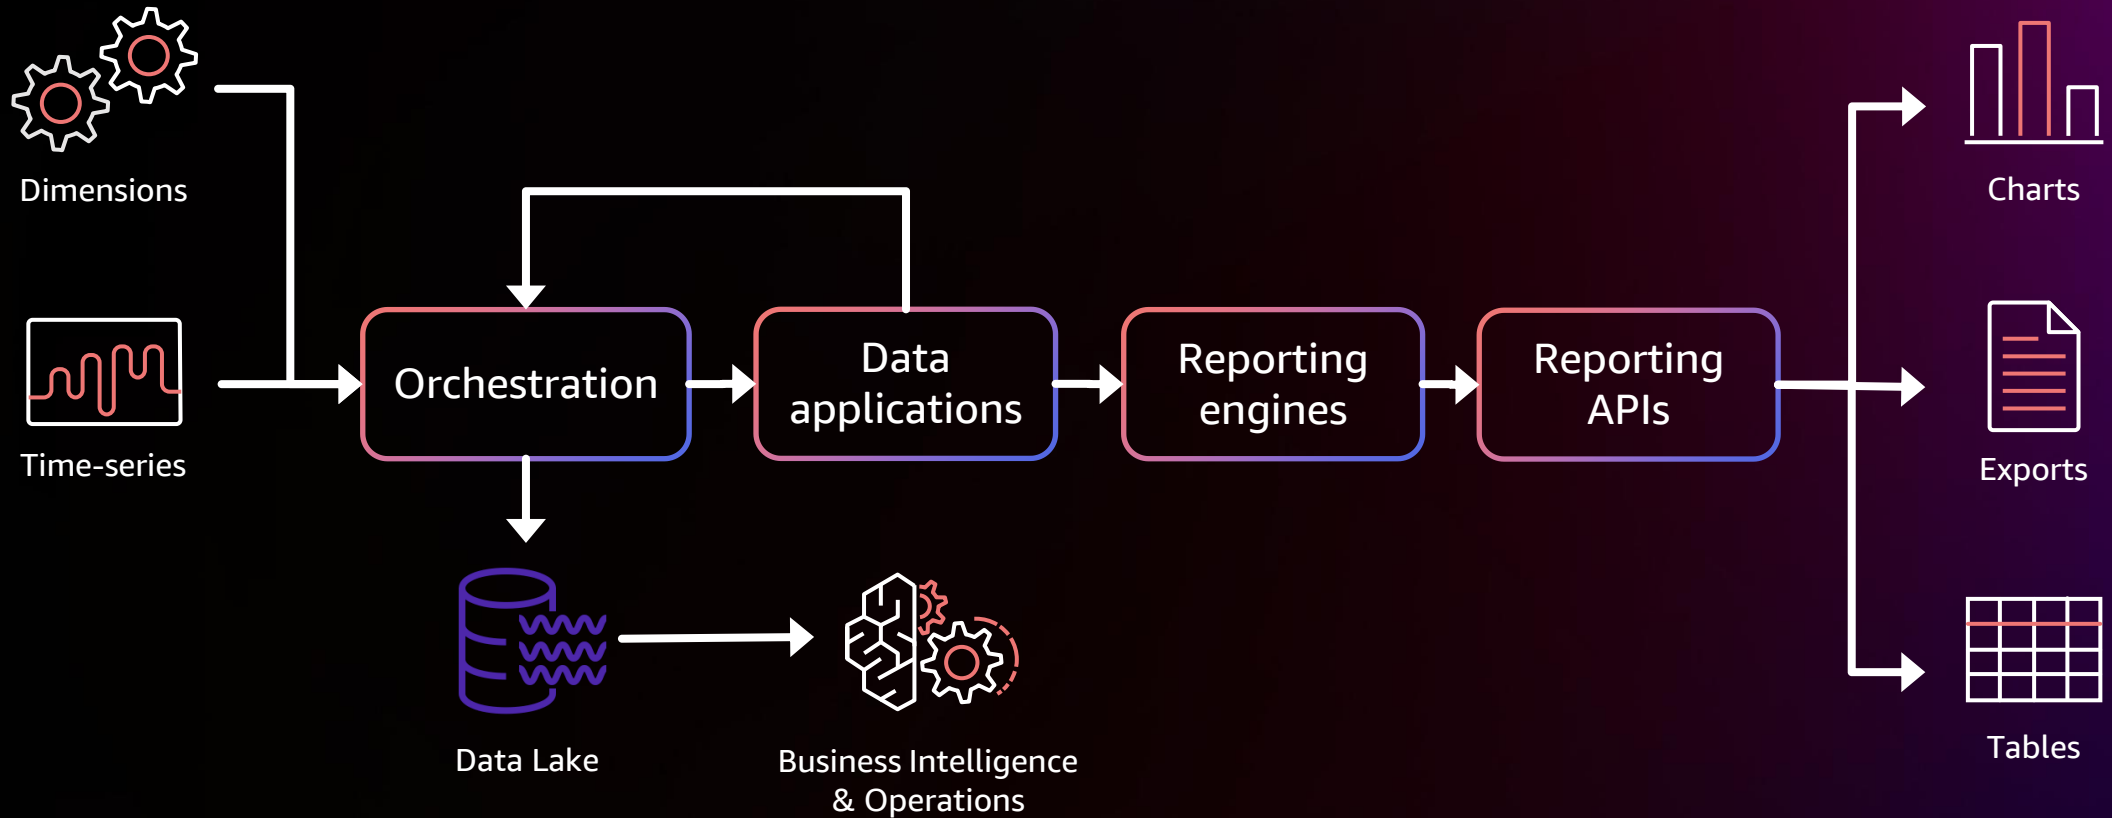 Dimensions
Time-series
Orchestration
Data
applications
Reporting
engines
Reporting
APIs
Charts
Exports
Tables
Data Lake
Business Intelligence
& Operations